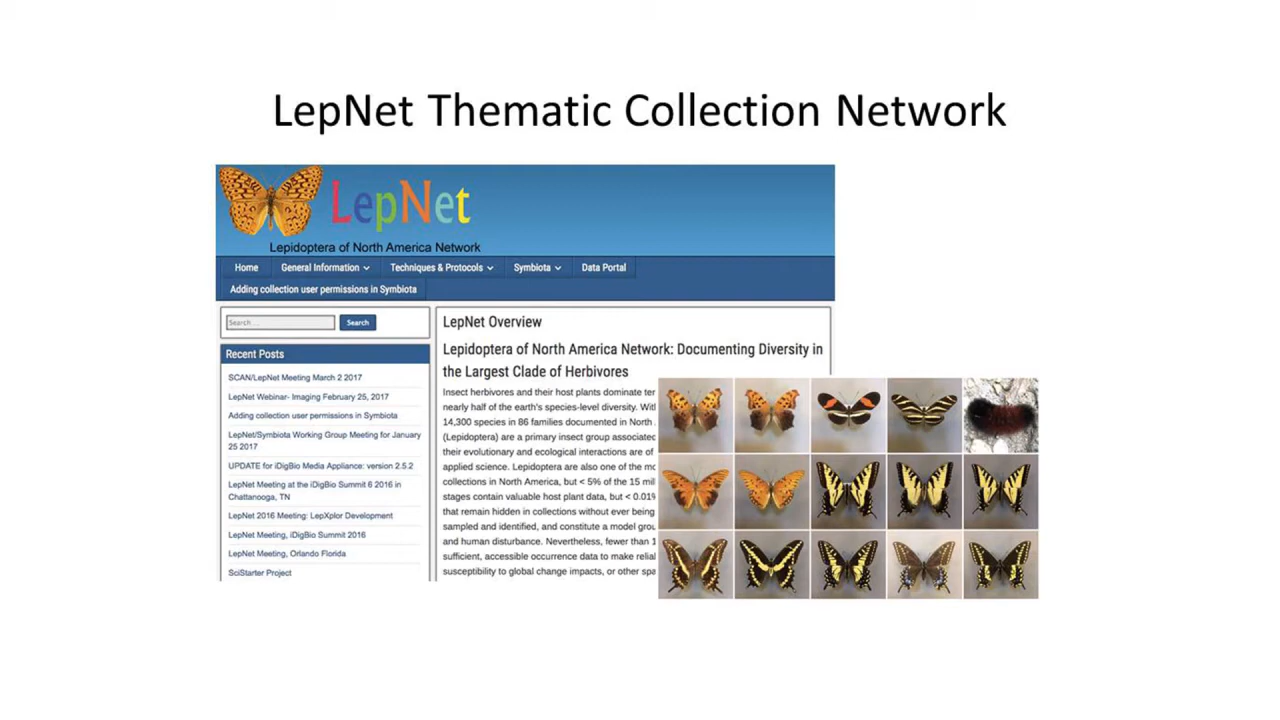 LepNet Thematic Collection Network
LepNet
Lepidoptera of North America Network
Home General Information Techniques & Protocols Symbiota Data Portal
Adding collection user permissions in Symbiota
Search ...
Search
Recent Posts
SCAN/LepNet Meeting March 2 2017
LepNet Webinar- Imaging February 25, 2017
Adding collection user permissions in Symbiota
LepNet/Symbiota Working Group Meeting for January
25 2017
UPDATE for iDigBio Media Appliance: version 2.5.2
LepNet Meeting at the iDigBio Summit 6 2016 in
Chattanooga, TN
LepNet 2016 Meeting: LepXplor Development
LepNet Meeting, iDigBio Summit 2016
LepNet Meeting, Orlando Florida
SciStarter Project
LepNet Overview
Lepidoptera of North America Network: Documenting Diversity in
the Largest Clade of Herbivores
Insect herbivores and their host plants dominate
nearly half of the earth's species-level diversity.
14,300 species in 86 families documented in North
(Lepidoptera) are a primary insect group associated
their evolutionary and ecological interactions are of
applied science. Lepidoptera are also one of the
collections in North America, but < 5% of the 15
stages contain valuable host plant data, but < 0.01%
that remain hidden in collections without ever being
sampled and identified, and constitute a model
and human disturbance. Nevertheless, fewer than
sufficient, accessible occurrence data to make
susceptibility to global change impacts, or other